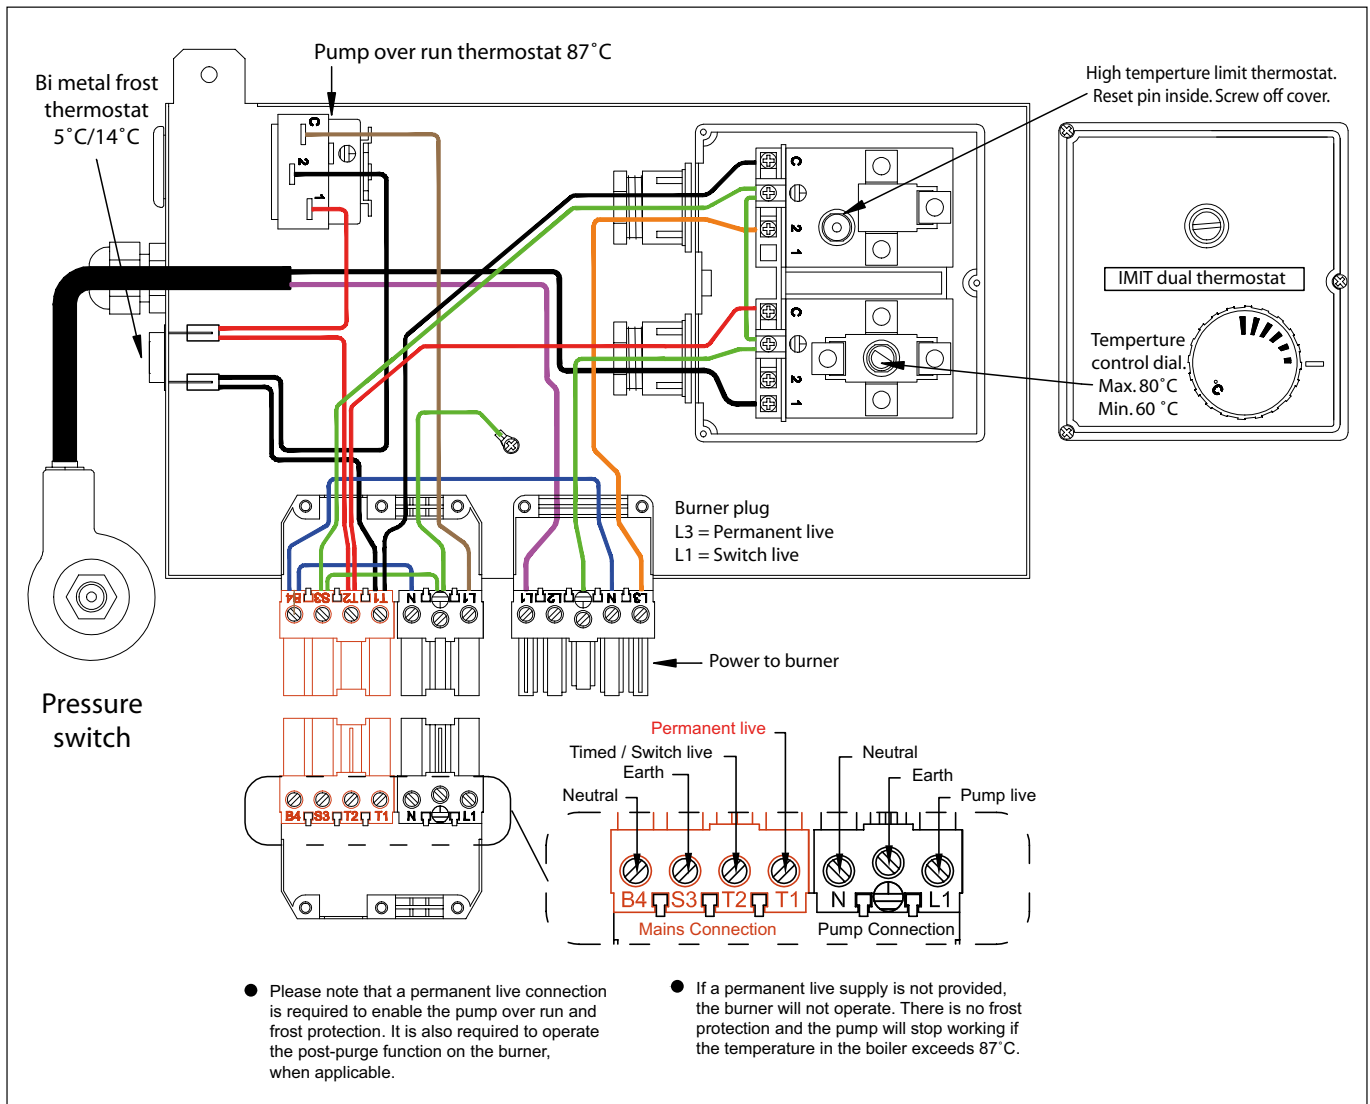 Pump over run thermostat 87˚C
Bi metal frost
thermostat
5˚C/14˚C
High temperture limit thermostat.
Reset pin inside. Screw off cover.
C
2
1
C
2
1
C
2
1
IMIT dual thermostat
Temperture
control dial.
Max. 80˚C
Min. 60 ˚C
˚C
Burner plug
L3 = Permanent live
L1 = Switch live
B4 S3 T2 T1 N L1
L1 L2 N L3
Power to burner
Pressure
switch
B4 S3 T2 T1 N L1
Permanent live
Timed / Switch live
Earth
Neutral
Neutral
Earth
Pump live
B4 S3 T2 T1 N L1
Mains Connection
Pump Connection
● Please note that a permanent live connection
is required to enable the pump over run and
frost protection. It is also required to operate
the post-purge function on the burner,
when applicable.
● If a permanent live supply is not provided,
the burner will not operate. There is no frost
protection and the pump will stop working if
the temperature in the boiler exceeds 87˚C.